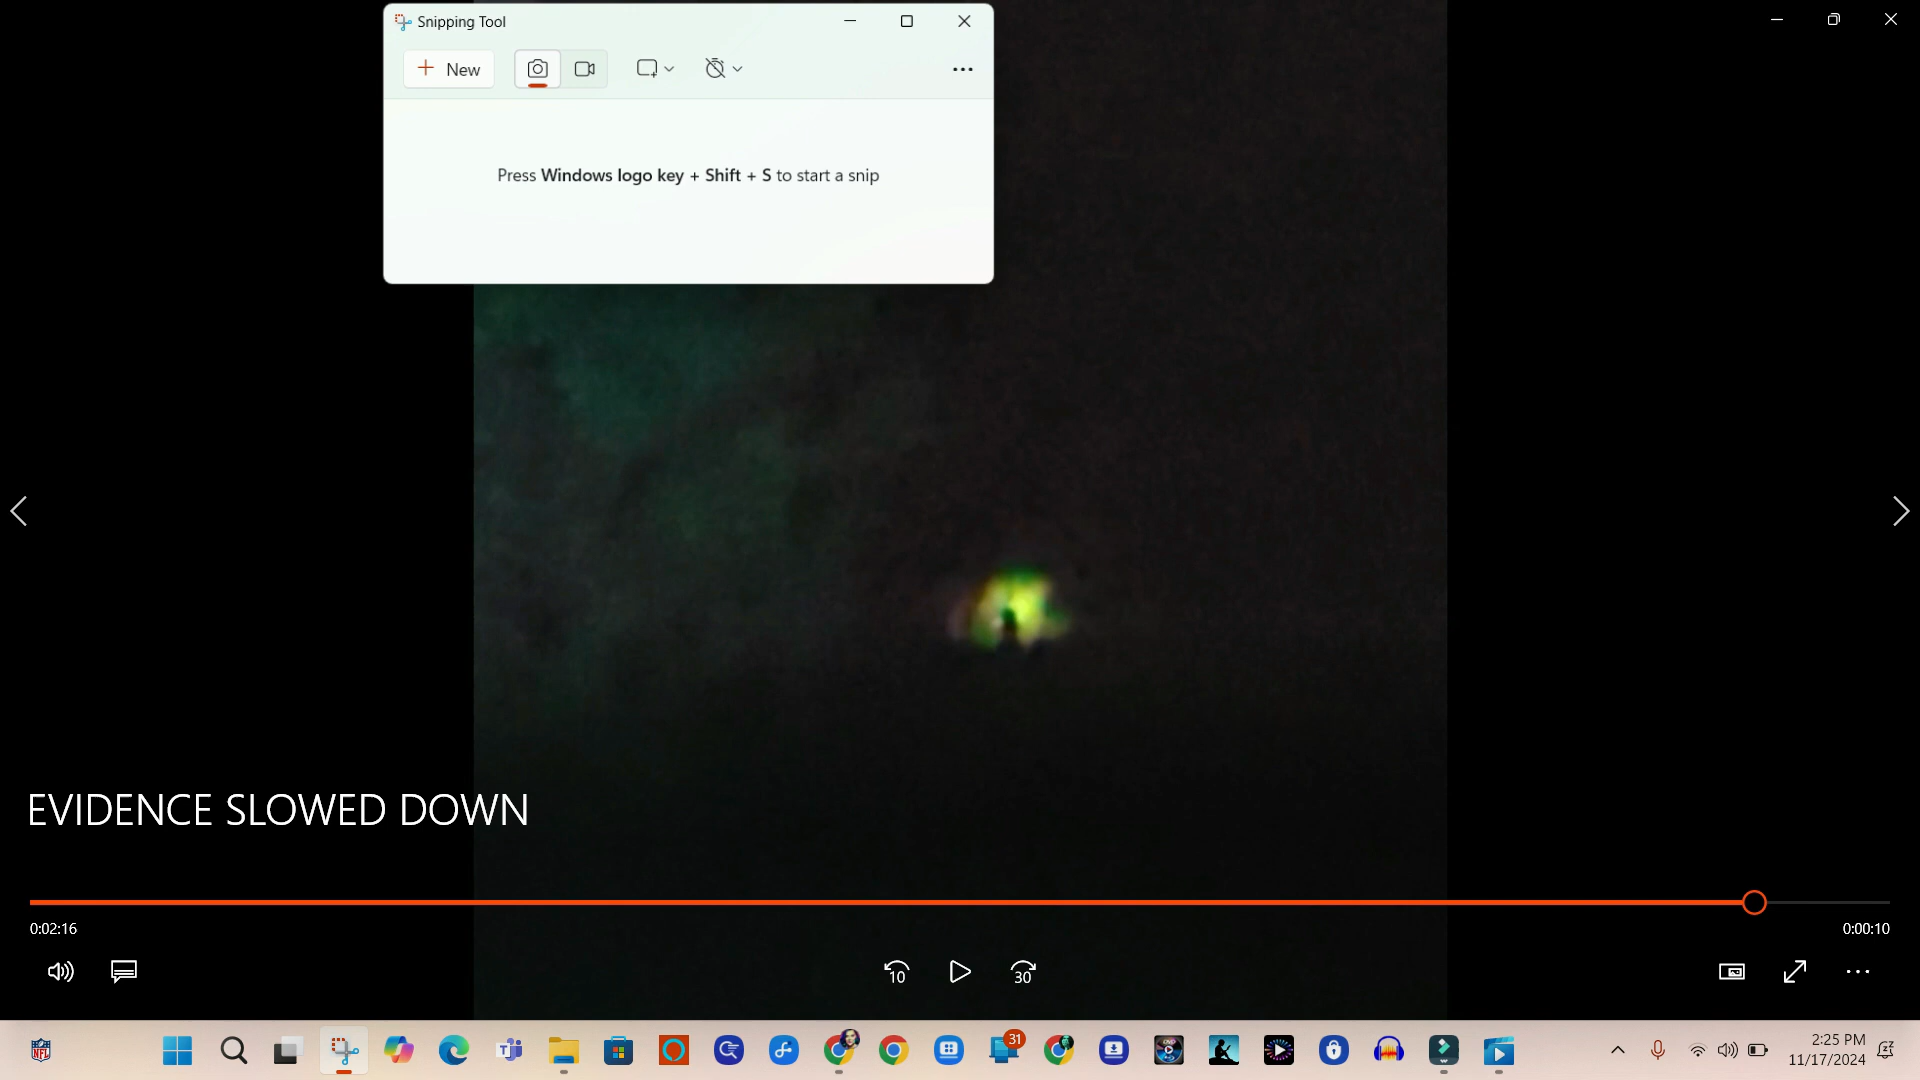 Snipping Tool
New
Press Windows logo key + Shift + S to start a snip
EVIDENCE SLOWED DOWN
0:02:16
0:00:10
10
30
NFL
31
2:25 PM
11/17/2024